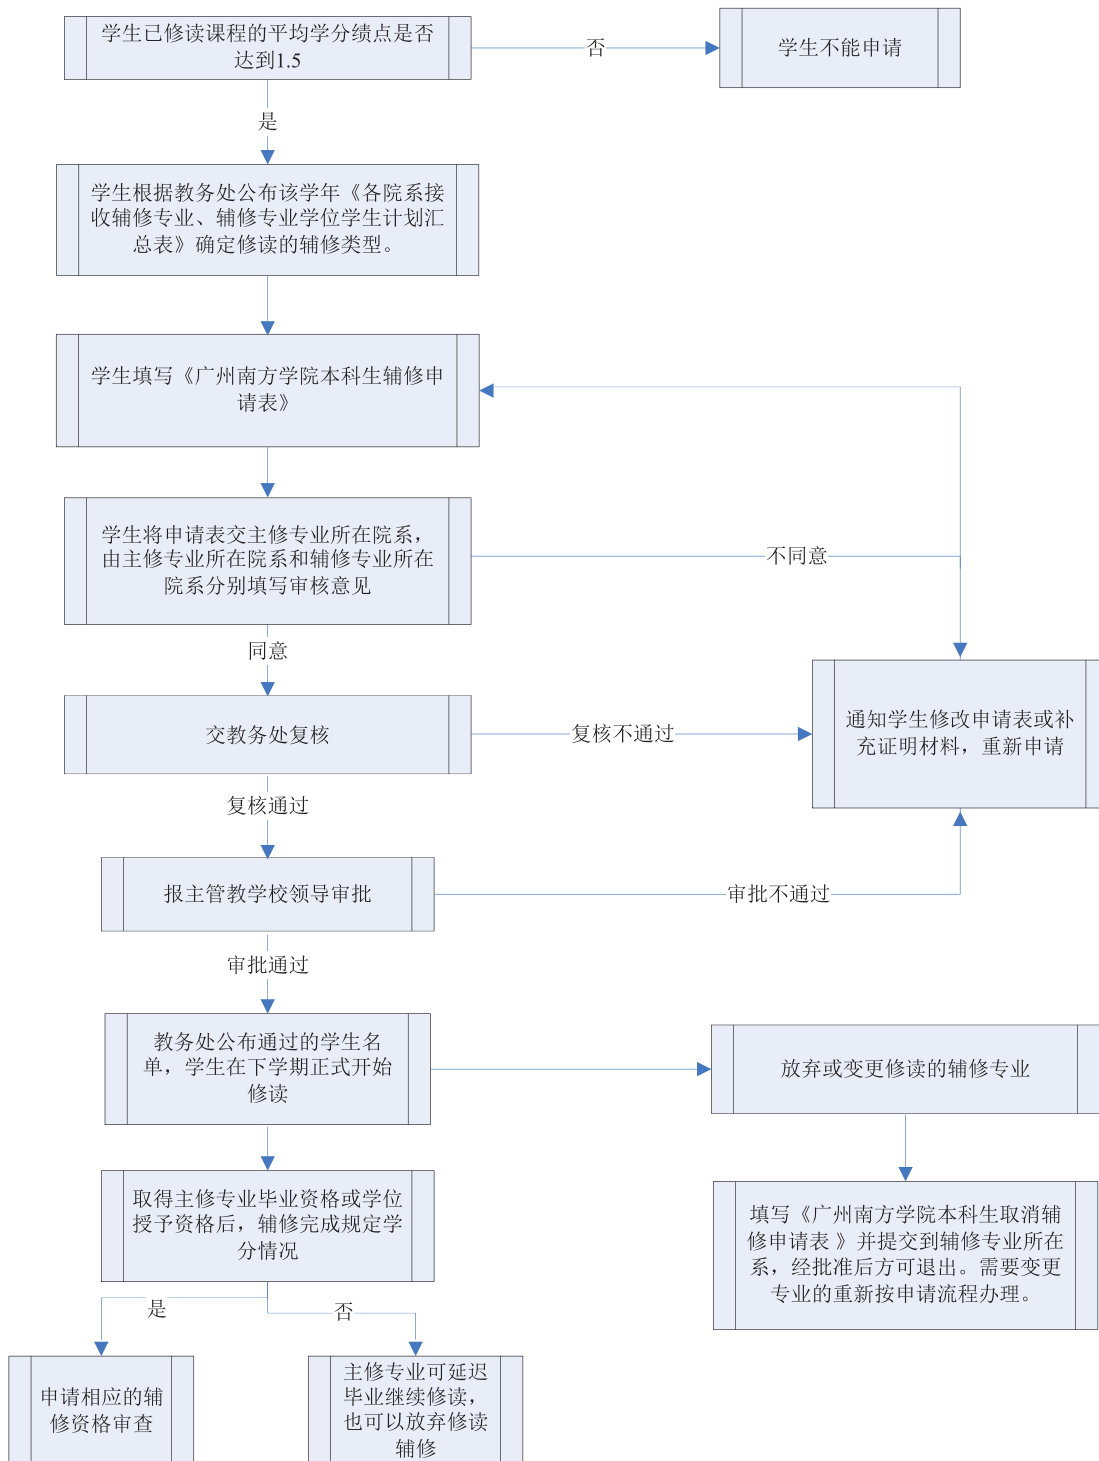 学生已修读课程的平均学分绩点是否
达到1.5
否
学生不能申请
是
学生根据教务处公布该学年《各院系接
收辅修专业、辅修专业学位学生计划汇
总表》确定修读的辅修类型。
学生填写《广州南方学院本科生辅修申
请表》
学生将申请表交主修专业所在院系，
由主修专业所在院系和辅修专业所在
院系分别填写审核意见
不同意
同意
交教务处复核
复核不通过
通知学生修改申请表或补
充证明材料，重新申请
复核通过
报主管教学校领导审批
审批不通过
审批通过
教务处公布通过的学生名
单，学生在下学期正式开始
修读
放弃或变更修读的辅修专业
取得主修专业毕业资格或学位
授予资格后，辅修完成规定学
分情况
填写《广州南方学院本科生取消辅
修申请表 》并提交到辅修专业所在
系，经批准后方可退出。需要变更
专业的重新按申请流程办理。
是
否
申请相应的辅
修资格审查
主修专业可延迟
毕业继续修读，
也可以放弃修读
辅修